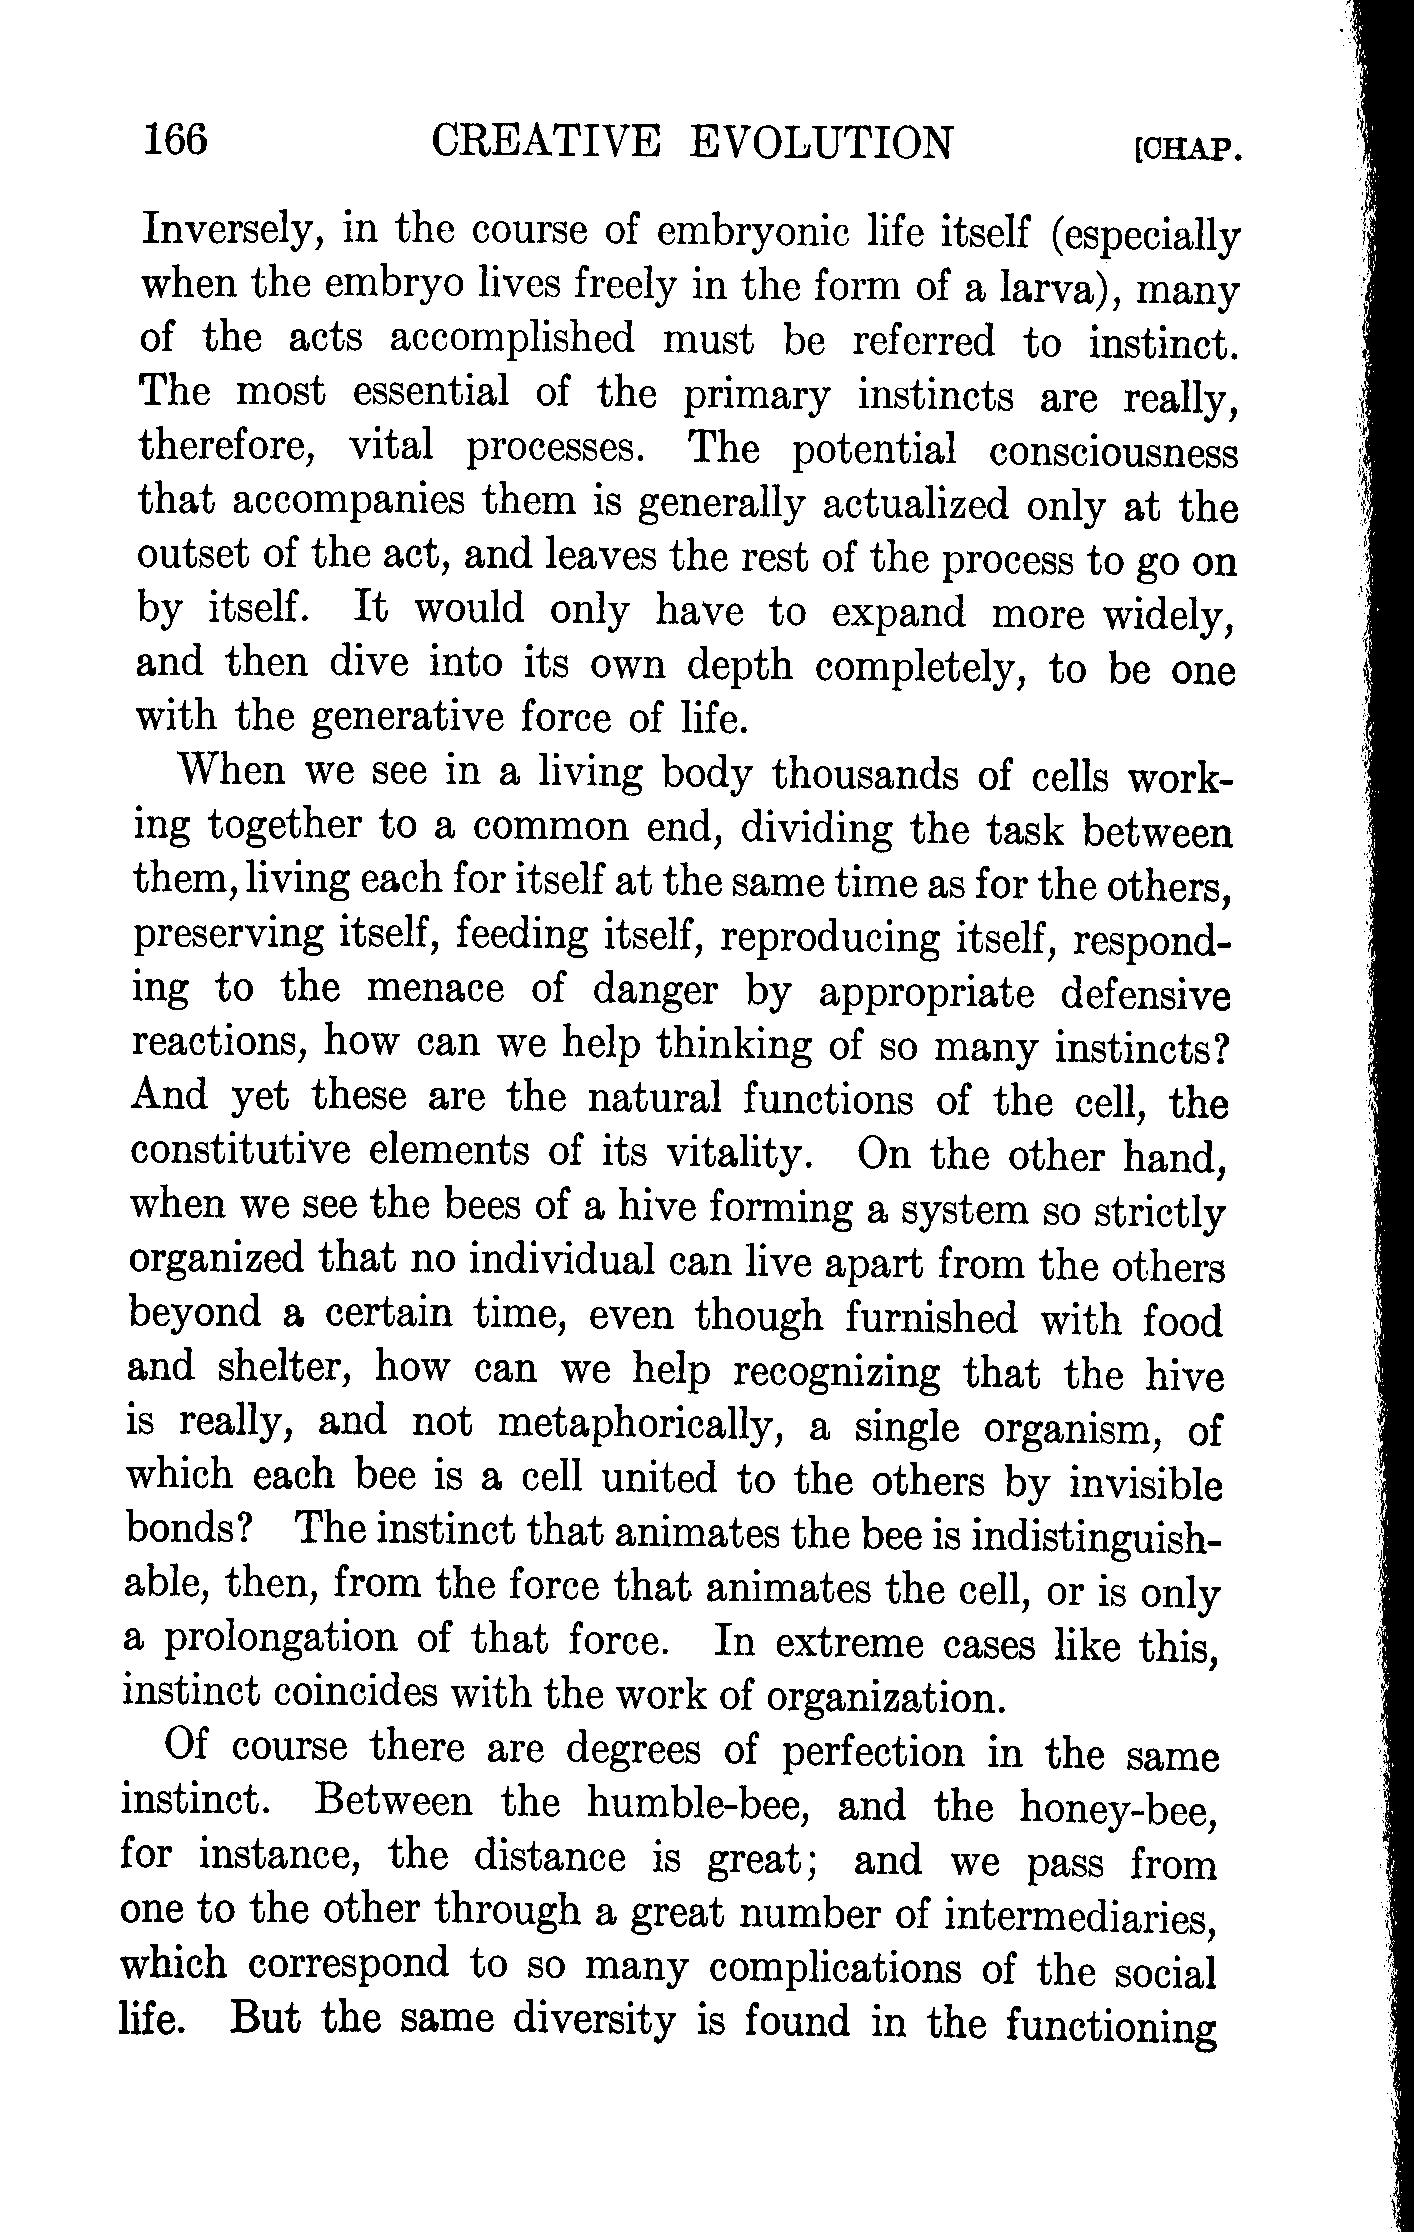 166 CREATIVE EVOLUTION [CHAP.
Inversely, in the course of embryonic life itself (especially
when the embryo lives freely in the form of a larva), many
of the acts accomplished must be referred to instinct.
The most essential of the primary instincts are really,
therefore, vital processes. The potential consciousness
that accompanies them is generally actualized only at the
outset of the act, and leaves the rest of the process to go on
by itself. It would only have to expand more widely,
and then dive into its own depth completely, to be one
with the generative force of life.
When we see in a living body thousands of cells work-
ing together to a common end, dividing the task between
them, living each for itself at the same time as for the others,
preserving itself, feeding itself, reproducing itself, respond-
ing to the menace of danger by appropriate defensive
reactions, how can we help thinking of so many instincts?
And yet these are the natural functions of the cell, the
constitutive elements of its vitality. On the other hand,
when we see the bees of a hive forming a system so strictly
organized that no individual can live apart from the others
beyond a certain time, even though furnished with food
and shelter, how can we help recognizing that the hive
is really, and not metaphorically, a single organism, of
which each bee is a cell united to the others by invisible
bonds? The instinct that animates the bee is indistinguish-
able, then, from the force that animates the cell, or is only
a prolongation of that force. In extreme cases like this,
instinct coincides with the work of organization.
Of course there are degrees of perfection in the same
instinct. Between the humble-bee, and the honey-bee,
for instance, the distance is great; and we pass from
one to the other through a great number of intermediaries,
which correspond to so many complications of the social
life. But the same diversity is found in the functioning